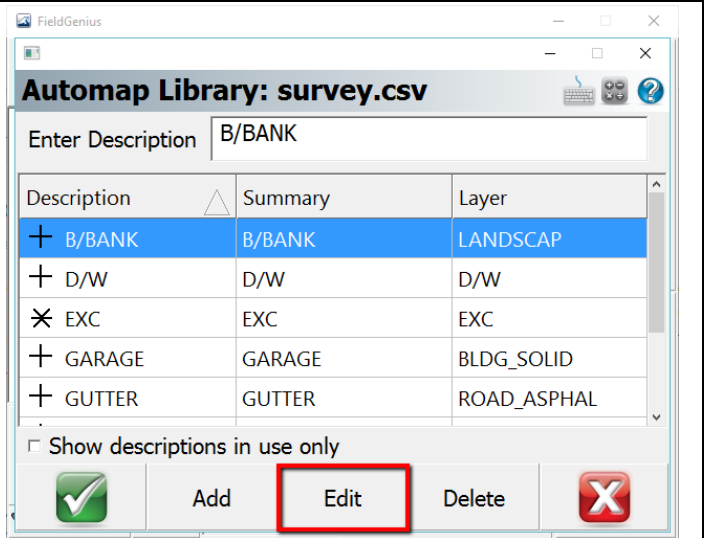 FieldGenius
Automap Library: survey.csv
Enter Description B/BANK
Description Summary Layer
B/BANK B/BANK LANDSCAP
D/W D/W D/W
EXC EXC EXC
GARAGE GARAGE BLDG_SOLID
GUTTER GUTTER ROAD_ASPHAL
Show descriptions in use only
Add Edit Delete